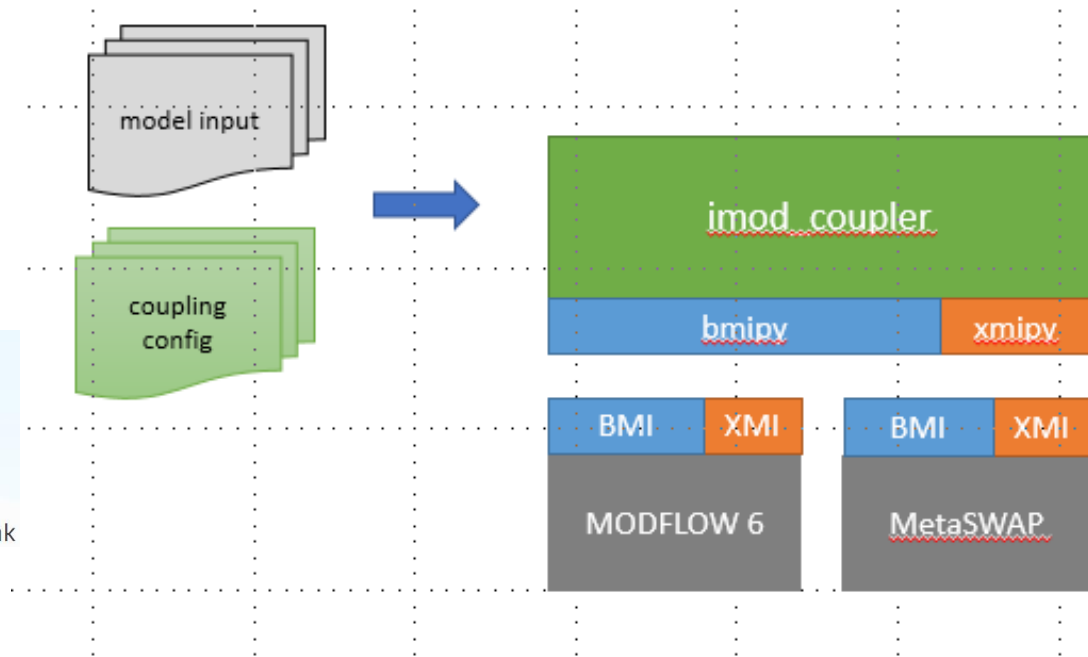 model input
coupling
config
imod_coupler
bmipy
xmipy
BMI
XMI
BMI
XMI
MODFLOW 6
MetaSWAP